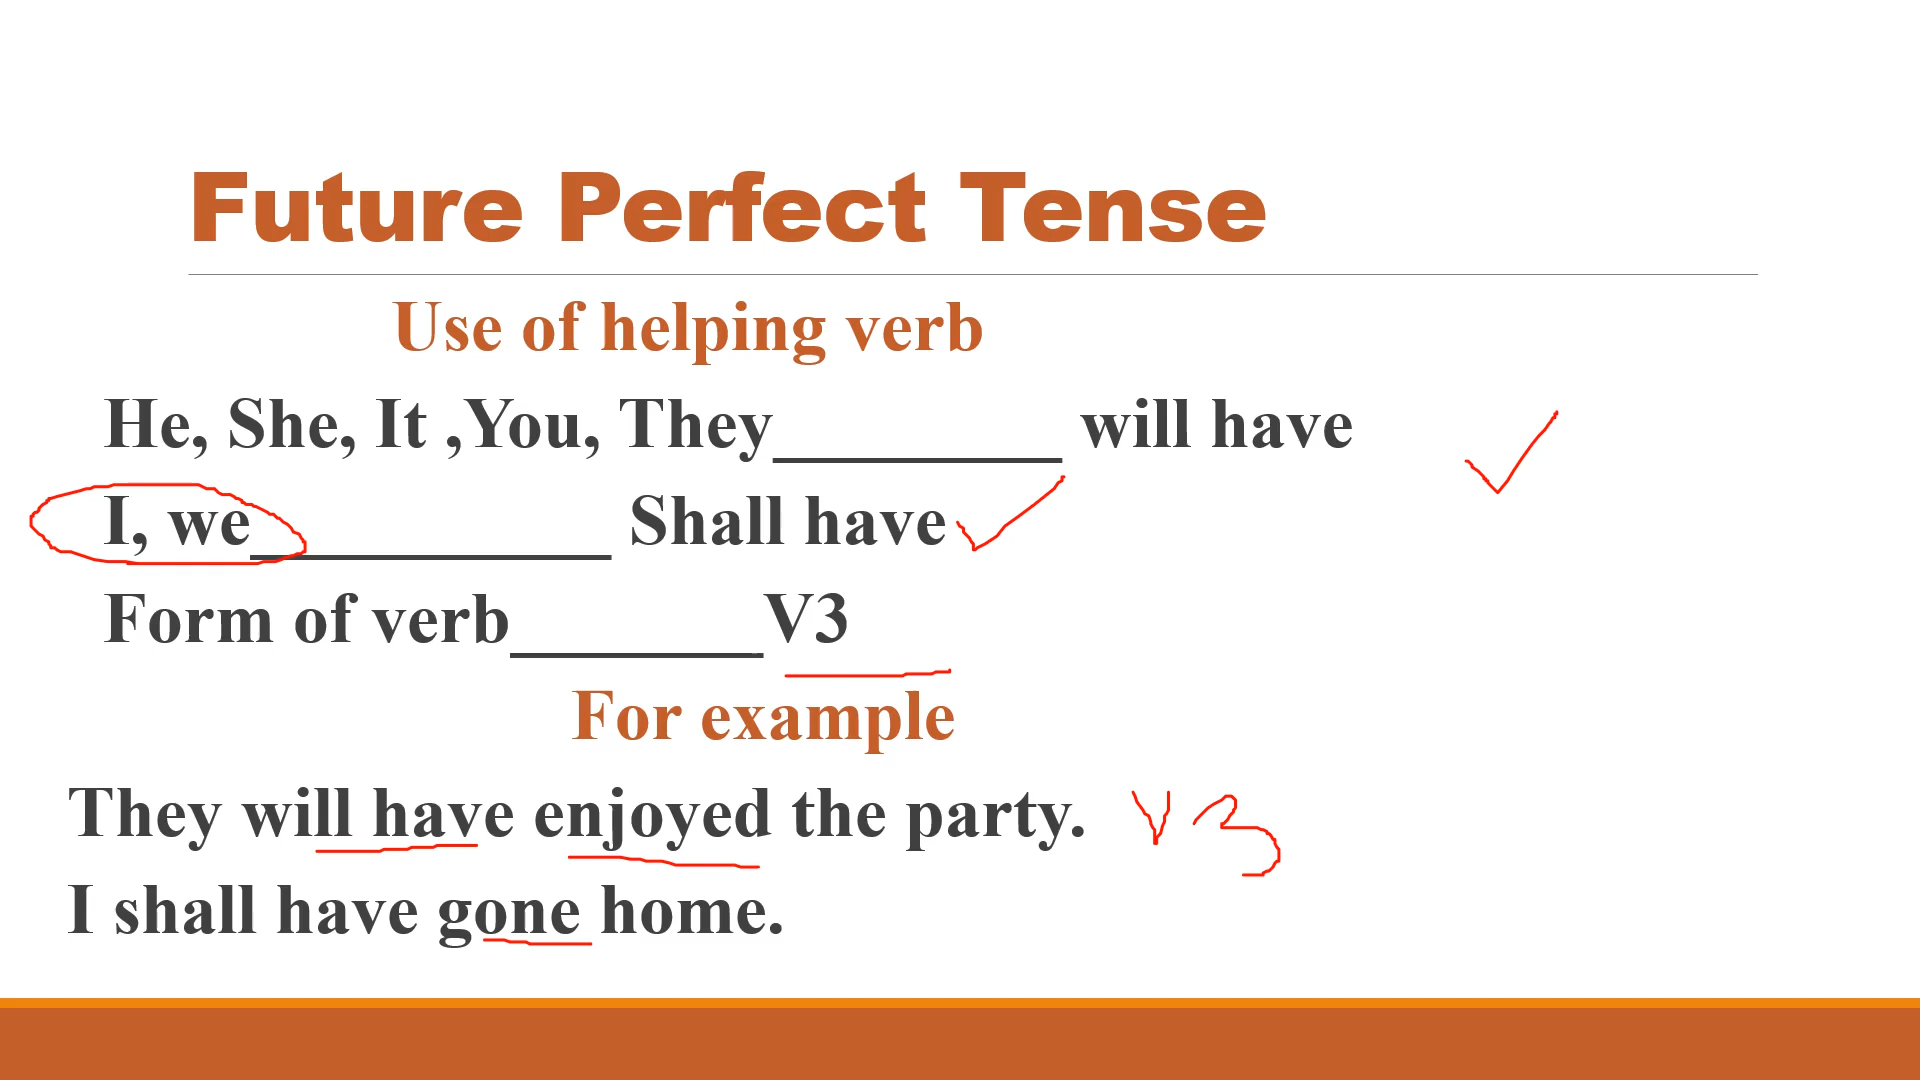 Future Perfect Tense
Use of helping verb
He, She, It ,You, They________ will have
I, we__________ Shall have
Form of verb_______V3
For example
They will have enjoyed the party. V3
I shall have gone home.